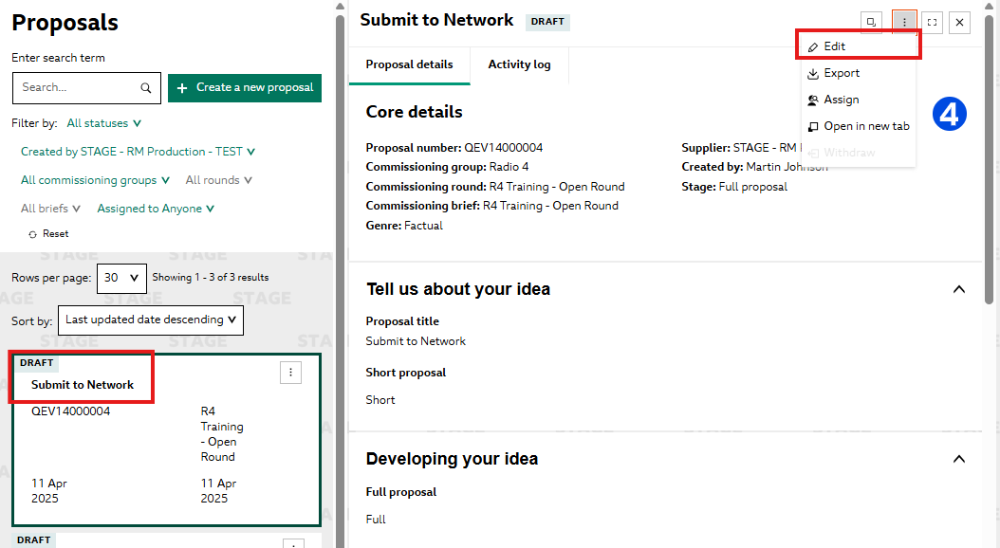 Proposals
Enter search term
Search...
+ Create a new proposal
Filter by: All statuses
Created by STAGE - RM Production - TEST
All commissioning groups All rounds
All briefs Assigned to Anyone
Reset
STAGE STAGE STAGE
Rows per page: 30 Showing 1 - 3 of 3 results
Sort by: Last updated date descending
DRAFT
Submit to Network
QEV14000004
R4
Training
- Open
Round
11 Apr
2025
11 Apr
2025
DRAFT
Submit to Network DRAFT
Proposal details Activity log
Edit
Export
Assign
Open in new tab
Withdraw
4
Core details
Proposal number: QEV14000004
Commissioning group: Radio 4
Commissioning round: R4 Training - Open Round
Commissioning brief: R4 Training - Open Round
Genre: Factual
Supplier: STAGE - RM
Created by: Martin Johnson
Stage: Full proposal
Tell us about your idea
Proposal title
Submit to Network
Short proposal
Short
Developing your idea
Full proposal
Full